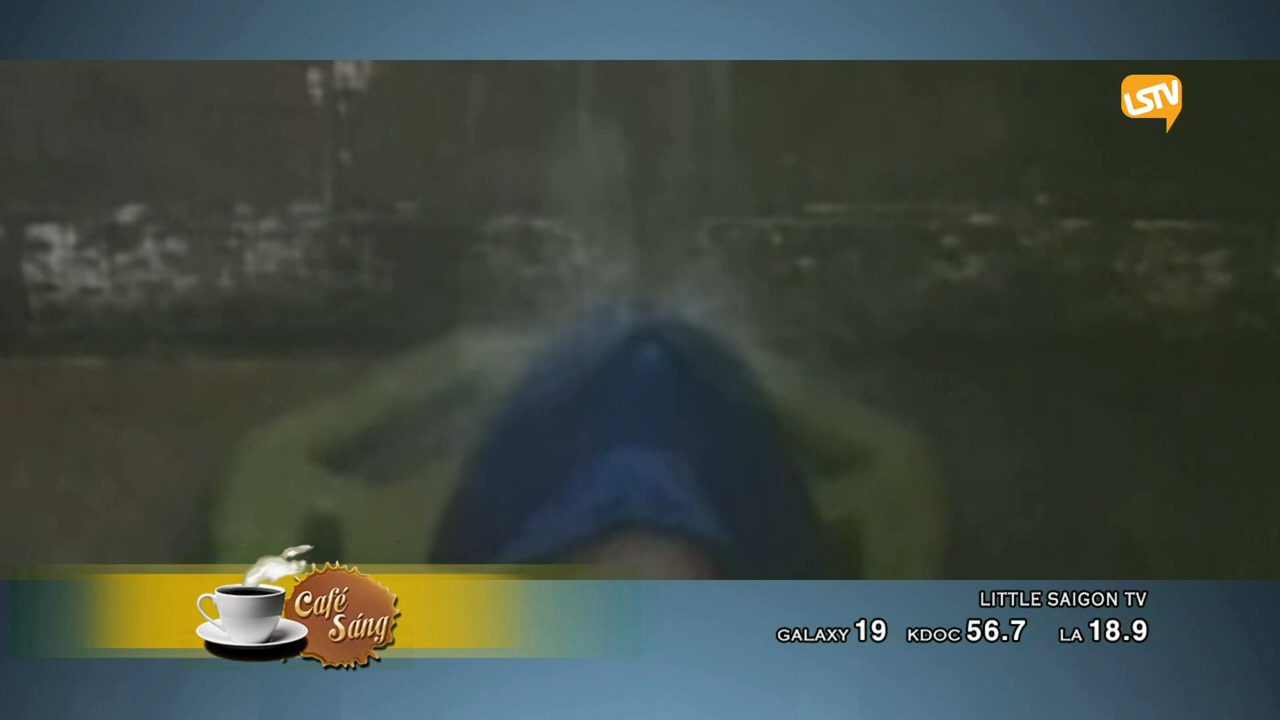 LSTV
Café
Sáng
LITTLE SAIGON TV
GALAXY 19 KDOC 56.7 LA 18.9